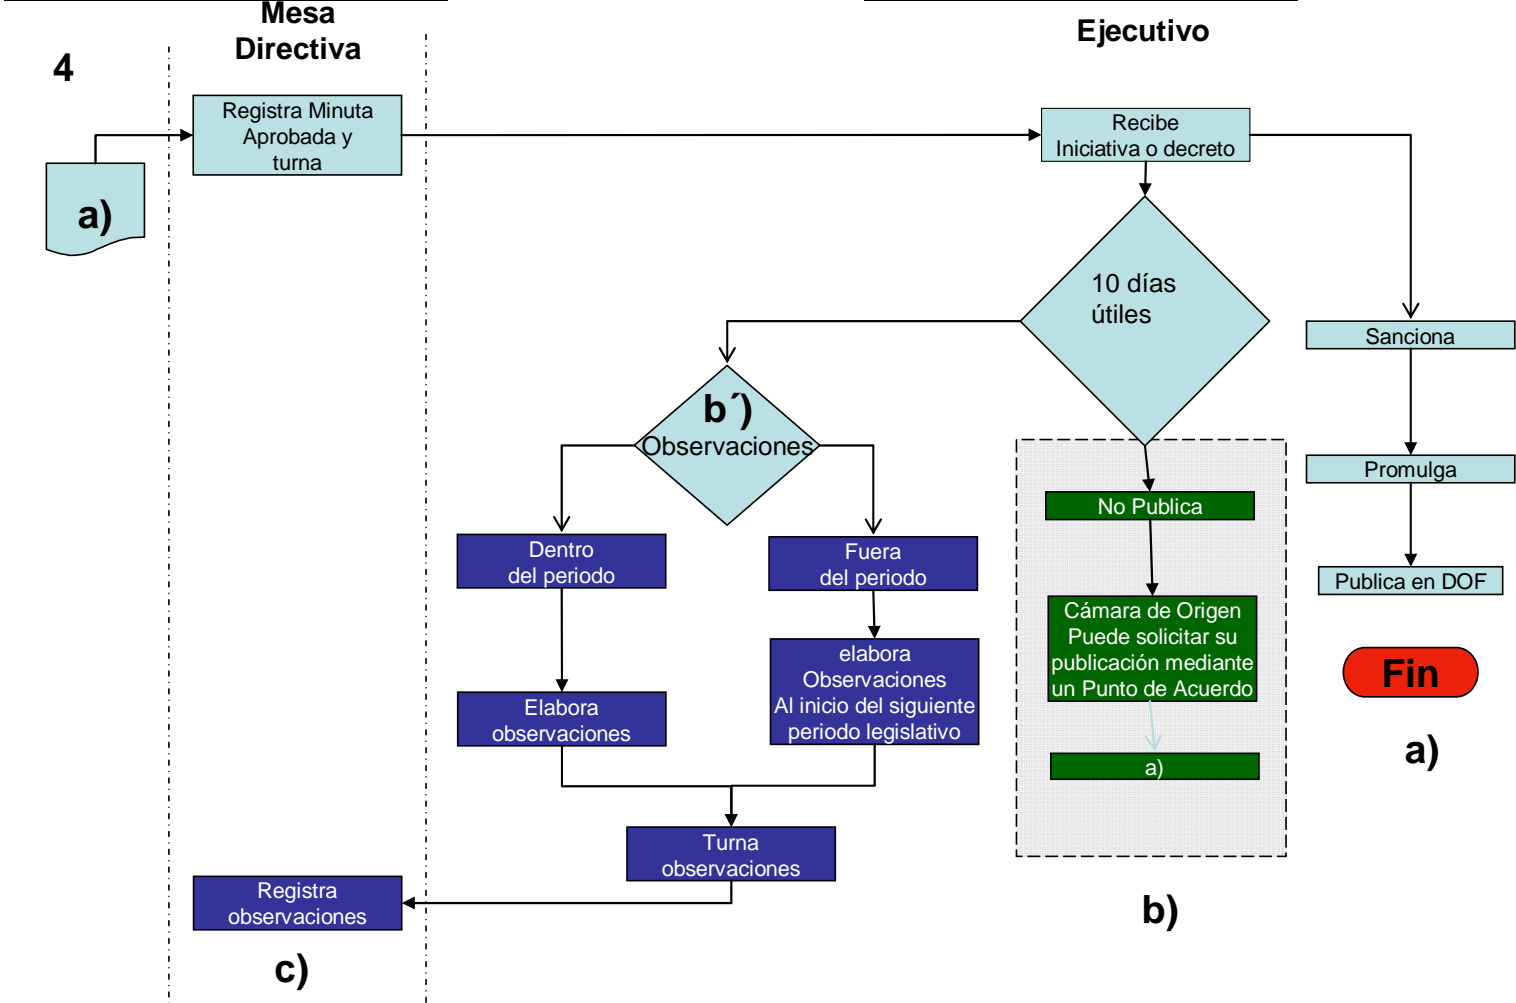 Mesa
Directiva
Ejecutivo
4
Registra Minuta
Aprobada y
turna
Recibe
Iniciativa o decreto
a)
10 días
útiles
Sanciona
b´)
Observaciones
Promulga
No Publica
Dentro
del periodo
Fuera
del periodo
Publica en DOF
Cámara de Origen
Puede solicitar su
publicación mediante
un Punto de Acuerdo
elabora
Observaciones
Al inicio del siguiente
periodo legislativo
Fin
Elabora
observaciones
a)
a)
Turna
observaciones
Registra
observaciones
b)
c)